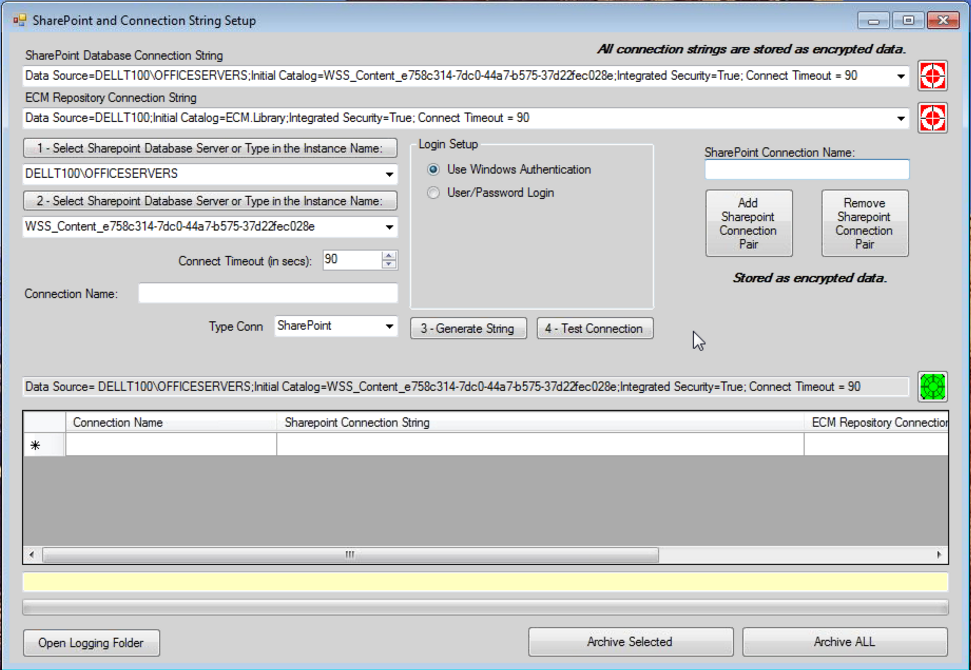 SharePoint and Connection String Setup
All connection strings are stored as encrypted data.
SharePoint Database Connection String
Data Source=DELLT100\OFFICESERVERS;Initial Catalog=WSS_Content_e758c314-7dc0-44a7-b575-37d22fec028e;Integrated Security=True; Connect Timeout = 90
ECM Repository Connection String
Data Source=DELLT100;Initial Catalog=ECM.Library;Integrated Security=True; Connect Timeout = 90
1 - Select Sharepoint Database Server or Type in the Instance Name:
DELLT100\OFFICESERVERS
2 - Select Sharepoint Database Server or Type in the Instance Name:
WSS_Content_e758c314-7dc0-44a7-b575-37d22fec028e
Connect Timeout (in secs): 90
Connection Name:
Type Conn SharePoint
Login Setup
Use Windows Authentication
User/Password Login
3 - Generate String 4 - Test Connection
SharePoint Connection Name:
Add
Sharepoint
Connection
Pair
Remove
Sharepoint
Connection
Pair
Stored as encrypted data.
Data Source= DELLT100\OFFICESERVERS;Initial Catalog=WSS_Content_e758c314-7dc0-44a7-b575-37d22fec028e;Integrated Security=True; Connect Timeout = 90
Connection Name Sharepoint Connection String ECM Repository Connection
Open Logging Folder Archive Selected Archive ALL